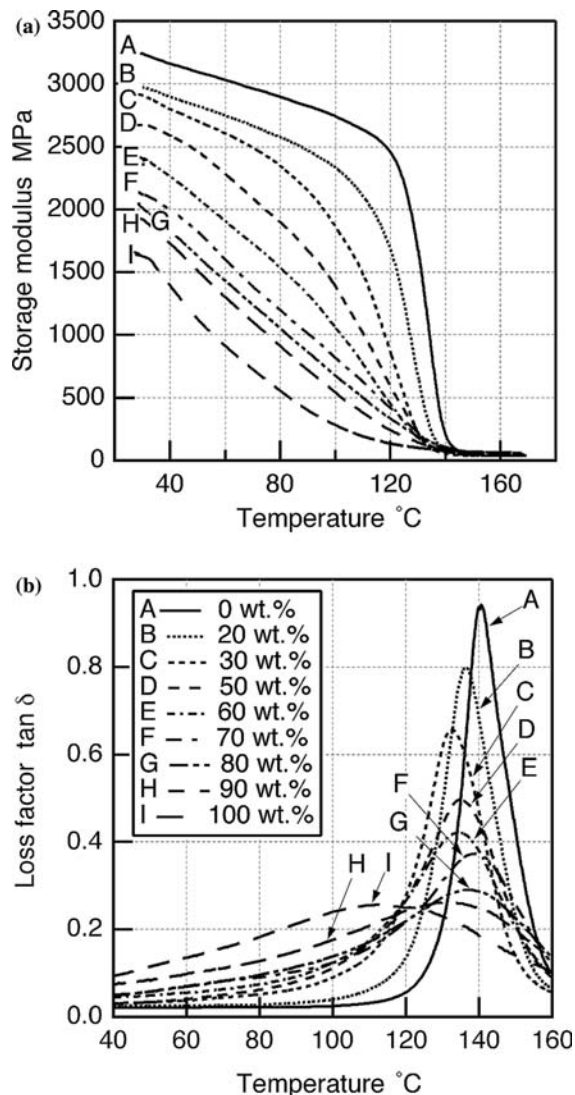 (a)
3500
3000
2500
2000
1500
1000
500
0
Storage modulus MPa
A
B
C
D
E
F
G
H
I
40 80 120 160
Temperature °C
(b)
1.0
0.8
0.6
0.4
0.2
0.0
Loss factor tan δ
A 0 wt.%
B 20 wt.%
C 30 wt.%
D 50 wt.%
E 60 wt.%
F 70 wt.%
G 80 wt.%
H 90 wt.%
I 100 wt.%
A
B
C
D
E
F
G
H I
40 60 80 100 120 140 160
Temperature °C